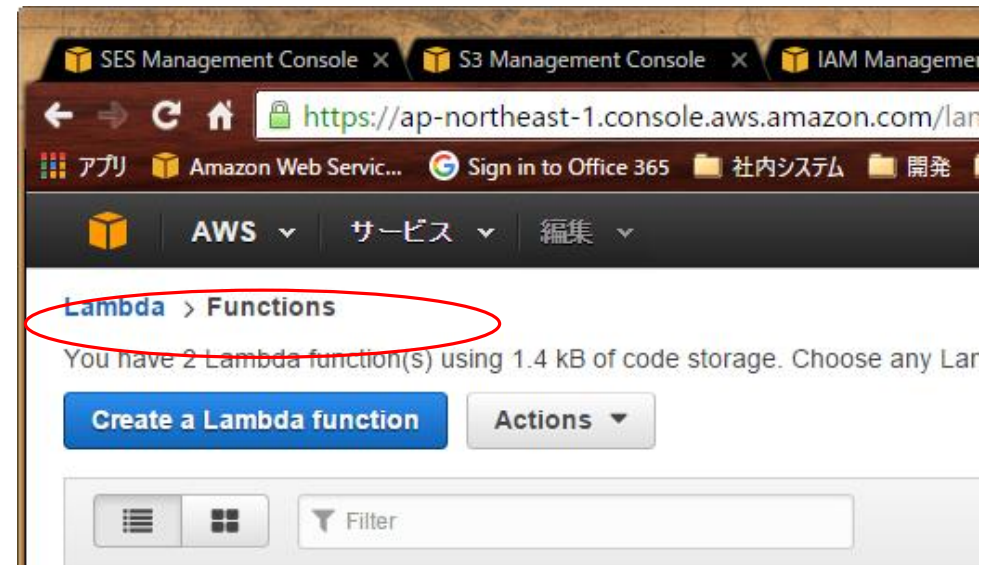 SES Management Console S3 Management Console IAM Manageme
https://ap-northeast-1.console.aws.amazon.com/lan
アプリ Amazon Web Servic... Sign in to Office 365 社内システム 開発
AWS サービス 編集
Lambda > Functions
You have 2 Lambda function(s) using 1.4 kB of code storage. Choose any Lar
Create a Lambda function Actions
Filter